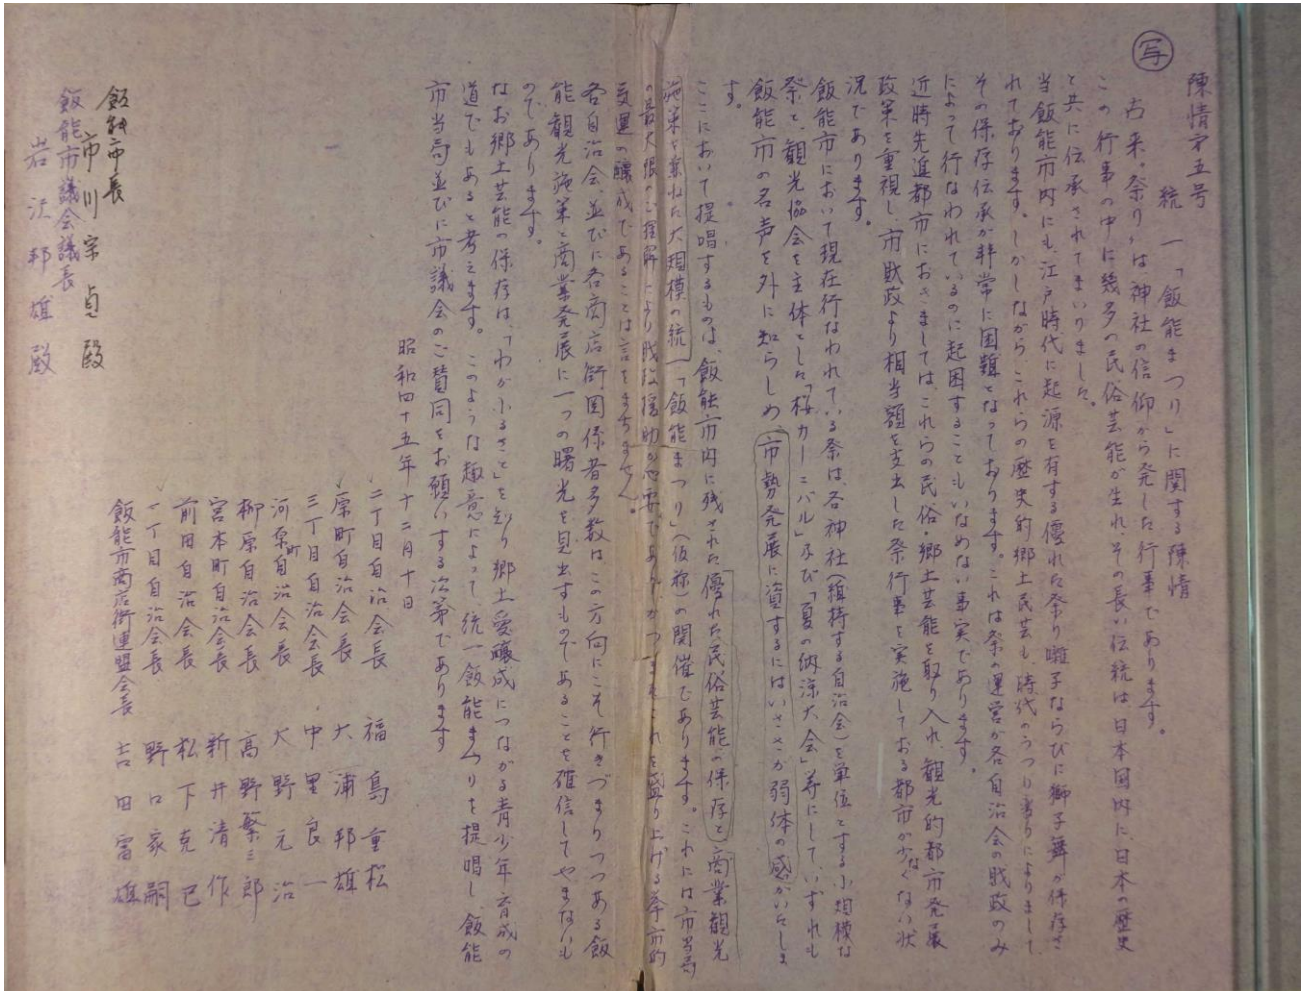 写
陳情第五号
統一「飯能まつり」に関する陳情
古来、祭りは、神社の信仰から発した行事であります。
この行事の中に幾多の民俗芸能が生れ、その長い伝統は日本国内に、日本の歴史
と共に伝承されてまいりました。
当飯能市内にも、江戸時代に起源を有する優れた祭り囃子ならびに獅子舞が保存さ
れております。しかしながら、これらの歴史的郷土民芸も、時代のうつり変りによりまして、
その保存伝承が非常に困難となっております。これは祭の運営が各自治会の財政のみ
によって行なわれているのに起因することもいなめない事実であります。
近時先進都市におきましては、これらの民俗・郷土芸能を取り入れ、観光的都市発展
政策を重視し、市財政より相当額を支出した祭行事を実施しておる都市が少なくない状
況であります。
飯能市において現在行なわれている祭は、各神社(維持する自治会)を単位とする小規模な
祭と、観光協会を主体とした「桜カーニバル」及び「夏の納涼大会」等にして、いずれも
飯能市の名声を外に知らしめ、市勢発展に資するにはいささか弱体の感がいたしま
す。
ここにおいて提唱するものは、飯能市内に残された優れた民俗芸能の保存と商業観光
施策を兼ねた大規模の統一「飯能まつり」(仮称)の開催であります。これには市当局
の最大限のご理解により財政援助が必要であり、かつまたこれを盛り上げる挙市的
気運の醸成であることは言をまちません。
各自治会、並びに各商店街関係者多数は、この方向にこそ行きづまりつつある飯
能観光施策と商業発展に一つの曙光を見出すものであることを確信してやまないも
のであります。
なお郷土芸能の保存は、「わがふるさと」を知り郷土愛醸成につながる青少年育成の
道でもあると考えます。このような趣意によって、統一飯能まつりを提唱し、飯能
市当局並びに市議会のご賛同をお願いする次第であります
昭和四十五年十二月十日
二丁目自治会長 福島重松
原町自治会長 大浦邦雄
三丁目自治会長 中里良一
河原町自治会長 大野元治
柳原自治会長 高野繁三郎
宮本町自治会長 新井清作
前田自治会長 松下克己
一丁目自治会長 野口家嗣
飯能市商店街連盟会長 吉田富雄
飯能市長
市川宗貞殿
飯能市議会議長
岩沢邦雄殿